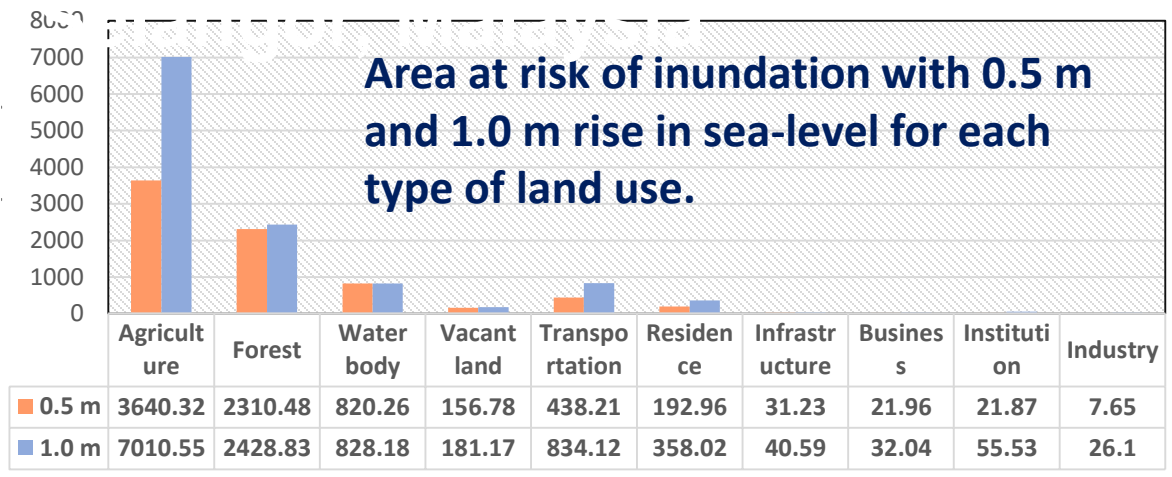 Malaysia
Area at risk of inundation with 0.5 m
and 1.0 m rise in sea-level for each
type of land use.
8000
7000
6000
5000
4000
3000
2000
1000
0
Agricult
ure
Forest
Water
body
Vacant
land
Transpo
rtation
Residen
ce
Infrastr
ucture
Busines
s
Instituti
on
Industry
0.5 m 3640.32 2310.48 820.26 156.78 438.21 192.96 31.23 21.96 21.87 7.65
1.0 m 7010.55 2428.83 828.18 181.17 834.12 358.02 40.59 32.04 55.53 26.1